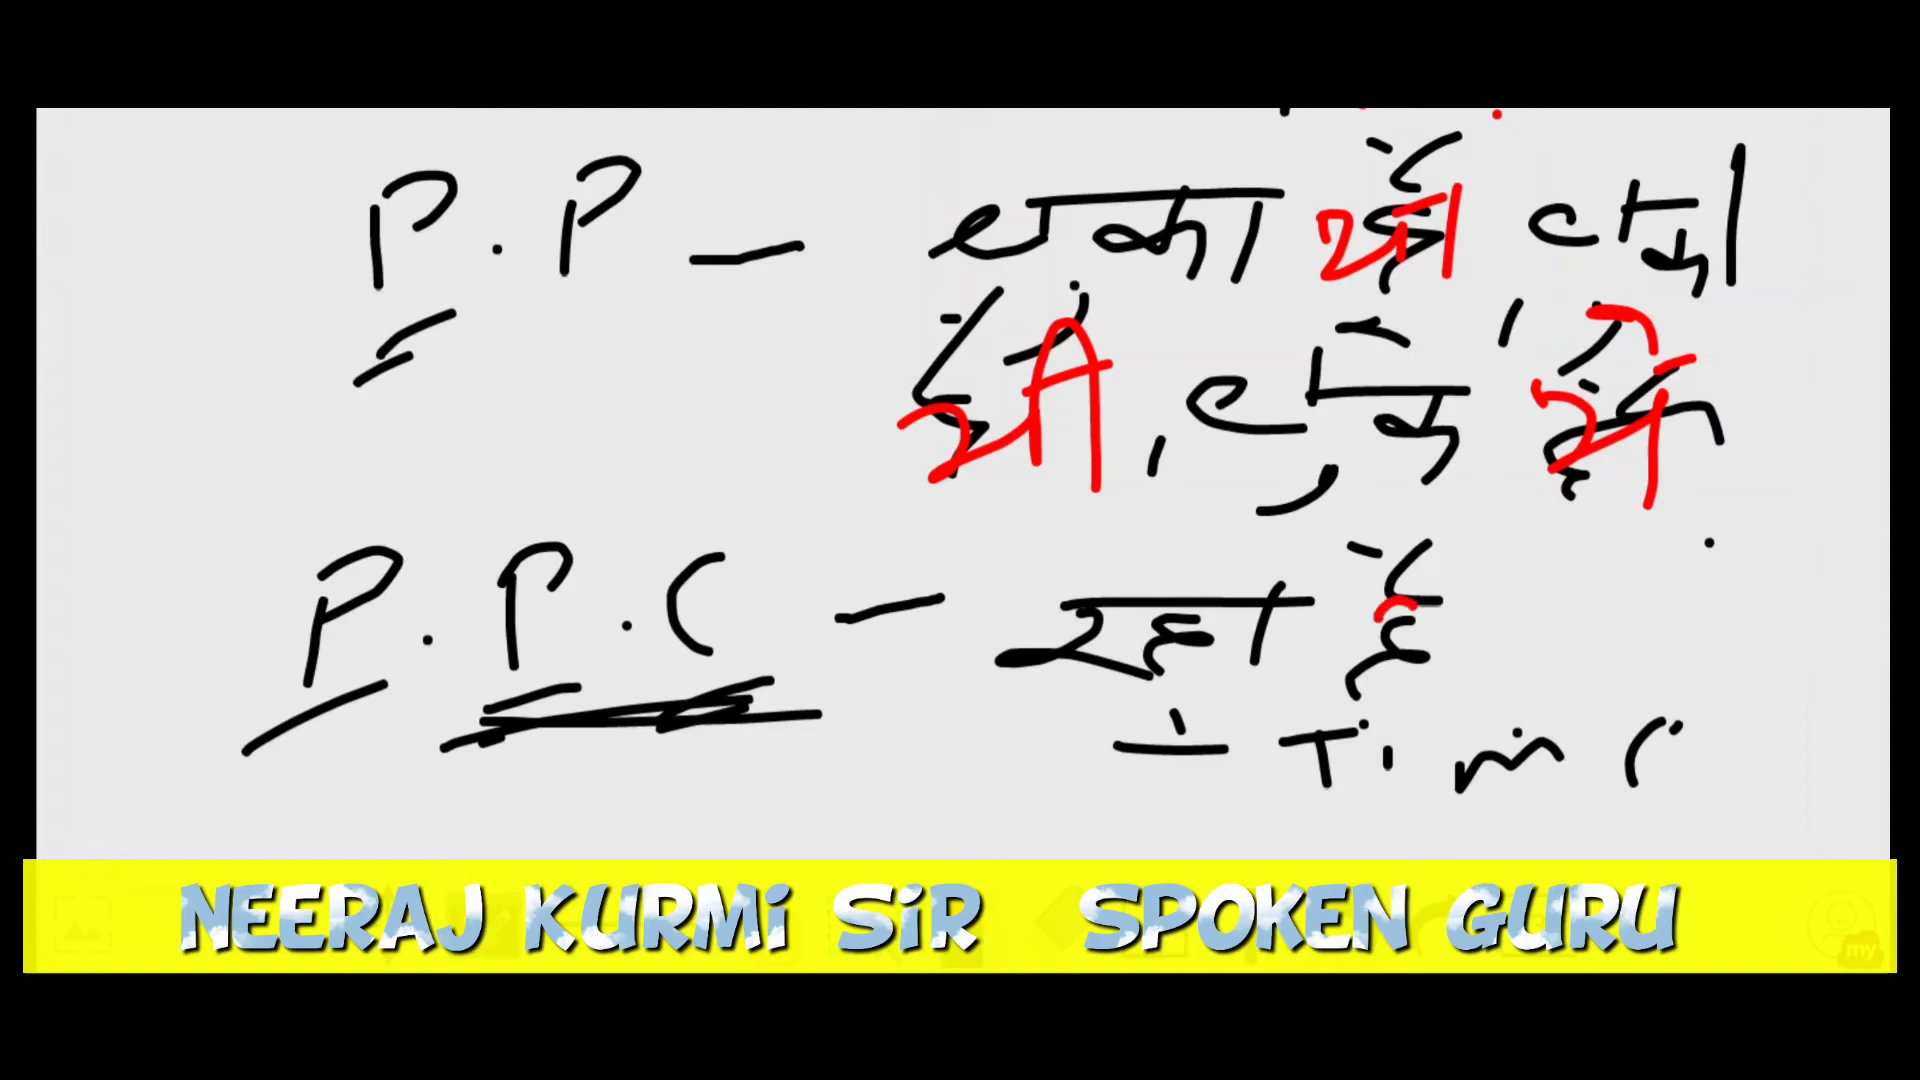 P.P — चुका है था चुकी
है थी, चुके हैं थे
P.P.C — रहा है
+ Time
NEERAJ KURMI SIR SPOKEN GURU